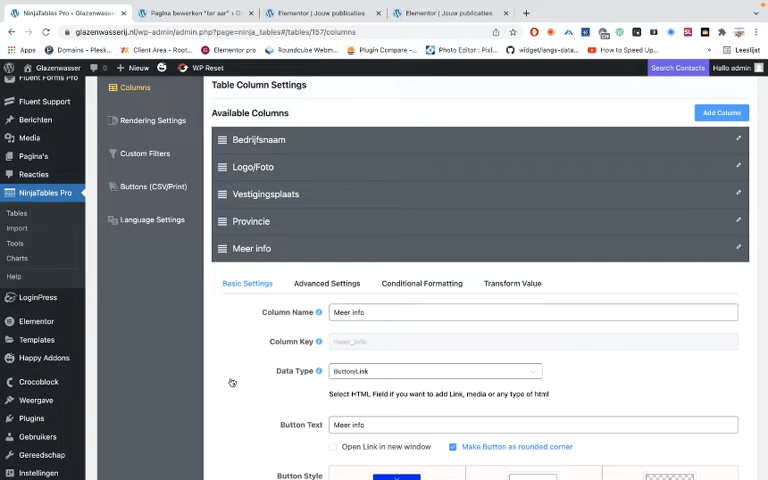 NinjaTables Pro ‹ Glazenwasser
Pagina bewerken "ter aar" ‹ Gl
Elementor | Jouw publicaties
Elementor | Jouw publicaties
glazenwasserij.nl/wp-admin/admin.php?page=ninja_tables#/tables/157/columns
Apps
Domains – Plesk...
Client Area - Root...
Elementor pro
Roundcube Webm...
Plugin Compare –...
Photo Editor : Pixl...
widget/angs-data...
How to Speed Up...
Leeslijst
Glazenwasser
0
Nieuw
WP Reset
Search Contacts
Hallo admin
Fluent Forms Pro
Fluent Support
Berichten
Media
Pagina's
Reacties
NinjaTables Pro
Tables
Import
Tools
Charts
Help
LoginPress
Elementor
Templates
Happy Addons
Crocoblock
Weergave
Plugins
Gebruikers
Gereedschap
Instellingen
Columns
Rendering Settings
Custom Filters
Buttons (CSV/Print)
Language Settings
Table Column Settings
Available Columns
Add Column
Bedrijfsnaam
Logo/Foto
Vestigingsplaats
Provincie
Meer info
Basic Settings
Advanced Settings
Conditional Formatting
Transform Value
Column Name
Meer info
Column Key
meer_info
Data Type
Button/Link
Select HTML Field if you want to add Link, media or any type of html
Button Text
Meer info
Open Link in new window
Make Button as rounded corner
Button Style